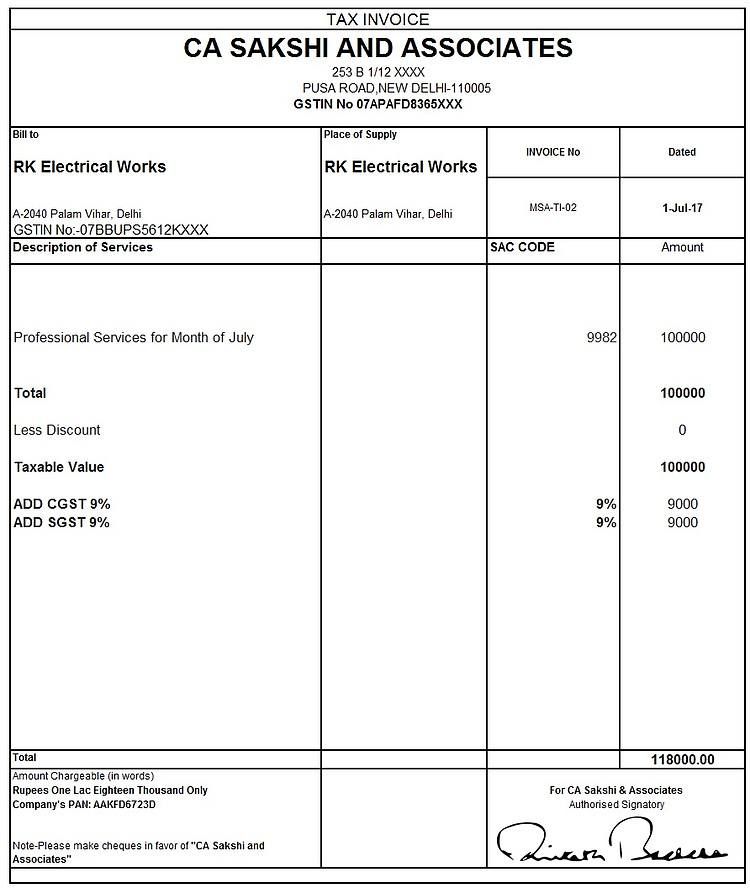 TAX INVOICE
CA SAKSHI AND ASSOCIATES
253 B 1/12 XXXX
PUSA ROAD,NEW DELHI-110005
GSTIN No 07APAFD8365XXX
Bill to
RK Electrical Works
A-2040 Palam Vihar, Delhi
GSTIN No:-07BBUPS5612KXXX
Place of Supply
RK Electrical Works
A-2040 Palam Vihar, Delhi
INVOICE No
Dated
MSA-TI-02
1-Jul-17
Description of Services SAC CODE Amount
Professional Services for Month of July 9982 100000
Total 100000
Less Discount 0
Taxable Value 100000
ADD CGST 9% 9% 9000
ADD SGST 9% 9% 9000
Total 118000.00
Amount Chargeable (in words)
Rupees One Lac Eighteen Thousand Only
Company's PAN: AAKFD6723D
Note-Please make cheques in favor of "CA Sakshi and
Associates"
For CA Sakshi & Associates
Authorised Signatory